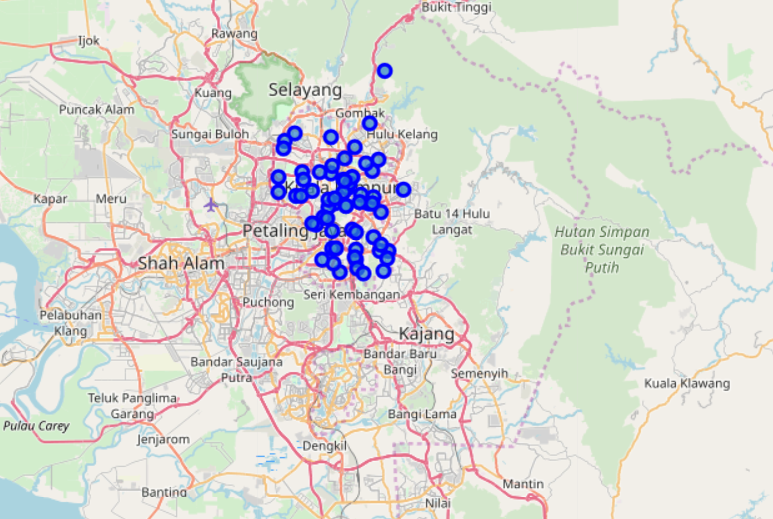 Bukit Tinggi
Ijok
Rawang
Kuang
Selayang
Puncak Alam
Gombak
Sungai Buloh
Hulu Kelang
Kapar
Meru
Batu 14 Hulu
Langat
Hutan Simpan
Bukit Sungai
Putih
Petaling
Shah Alam
Seri Kembangan
Puchong
Pelabuhan
Klang
Kajang
Bandar Baru
Bangi
Bandar Saujana
Putra
Semenyih
Kuala Klawang
Teluk Panglima
Garang
Pulau Carey
Bangi Lama
Jenjarom
Dengkil
Banting
Mantin
Nilai